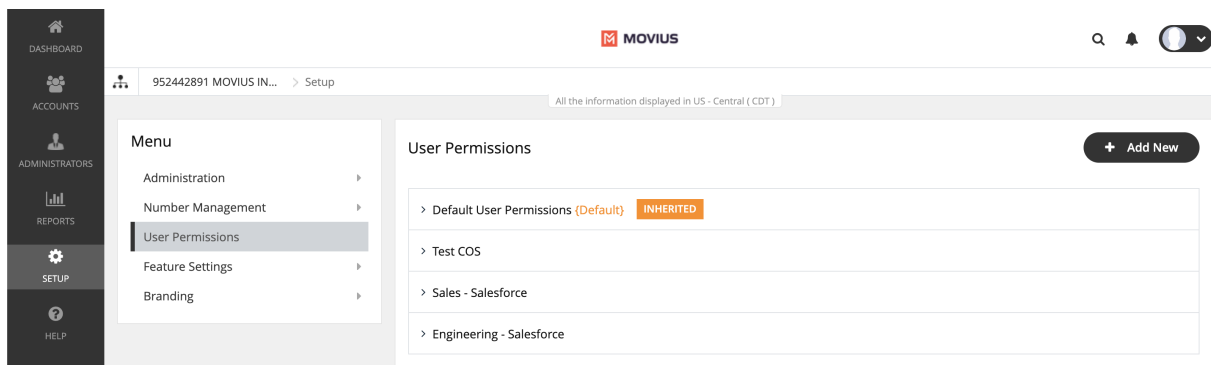 DASHBOARD
ACCOUNTS
ADMINISTRATORS
REPORTS
SETUP
HELP
MOVIUS
952442891 MOVIUS IN... > Setup
All the information displayed in US - Central ( CDT )
Menu
Administration
Number Management
User Permissions
Feature Settings
Branding
User Permissions
+ Add New
> Default User Permissions {Default} INHERITED
> Test COS
> Sales - Salesforce
> Engineering - Salesforce